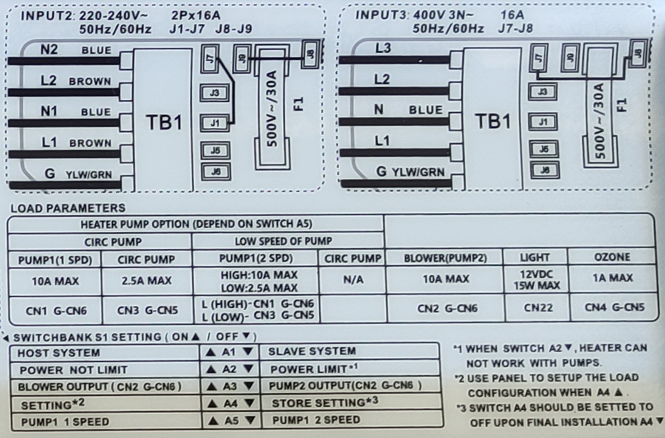 INPUT2: 220-240V~ 2Px16A
50Hz/60Hz J1-J7 J8-J9
N2 BLUE
L2 BROWN
N1 BLUE
L1 BROWN
G YLW/GRN
TB1
J7
J3
J1
J5
J6
J9
J8
500V~/30A
F1
INPUT3: 400V 3N~ 16A
50Hz/60Hz J7-J8
L3
L2
N BLUE
L1
G YLW/GRN
TB1
J7
J3
J1
J5
J6
J9
J8
500V~/30A
F1
LOAD PARAMETERS
HEATER PUMP OPTION (DEPEND ON SWITCH A5)
CIRC PUMP LOW SPEED OF PUMP
PUMP1(1 SPD) CIRC PUMP PUMP1(2 SPD) CIRC PUMP BLOWER(PUMP2) LIGHT OZONE
10A MAX 2.5A MAX HIGH:10A MAX N/A 10A MAX 12VDC 1A MAX
LOW:2.5A MAX 15W MAX
CN1 G-CN6 CN3 G-CN5 L (HIGH)-CN1 G-CN6 CN2 G-CN6 CN22 CN4 G-CN5
L (LOW)- CN3 G-CN5
SWITCHBANK S1 SETTING ( ON ▲ / OFF ▼ )
HOST SYSTEM ▲ A1 ▼ SLAVE SYSTEM
POWER NOT LIMIT ▲ A2 ▼ POWER LIMIT*1
BLOWER OUTPUT ( CN2 G-CN6 ) ▲ A3 ▼ PUMP2 OUTPUT(CN2 G-CN6 )
SETTING*2 ▲ A4 ▼ STORE SETTING*3
PUMP1 1 SPEED ▲ A5 ▼ PUMP1 2 SPEED
*1 WHEN SWITCH A2 ▼, HEATER CAN
NOT WORK WITH PUMPS.
*2 USE PANEL TO SETUP THE LOAD
CONFIGURATION WHEN A4 ▲ .
*3 SWITCH A4 SHOULD BE SETTED TO
OFF UPON FINAL INSTALLATION A4 ▼